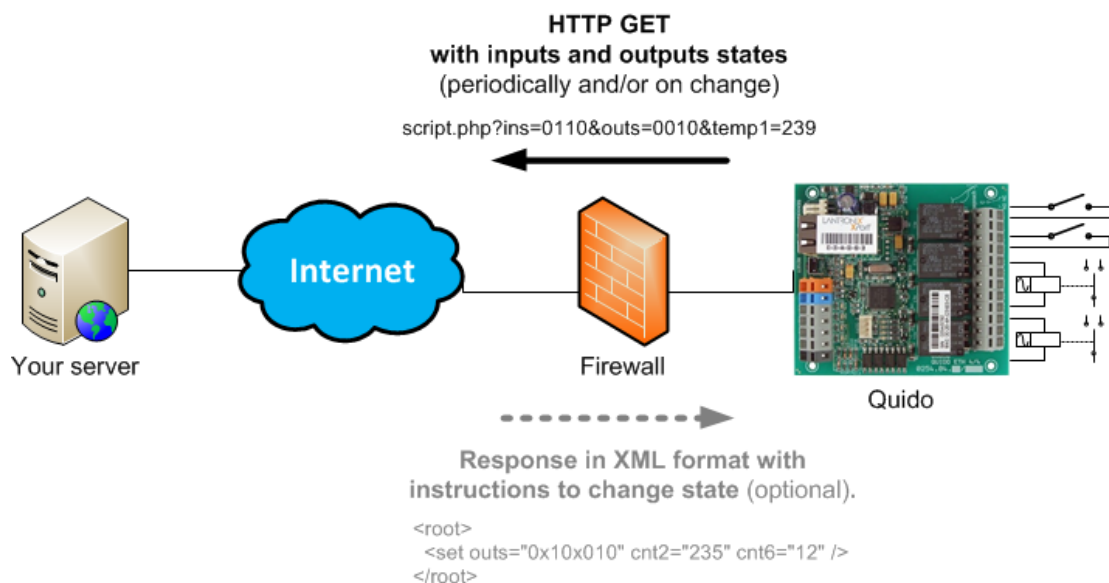 HTTP GET
with inputs and outputs states
(periodically and/or on change)
script.php?ins=0110&outs=0010&temp1=239
LANTRONIX
XPort
Internet
Your server
Firewall
Quido
Response in XML format with
instructions to change state (optional).
<root>
<set outs="0x10x010" cnt2="235" cnt6="12" />
</root>